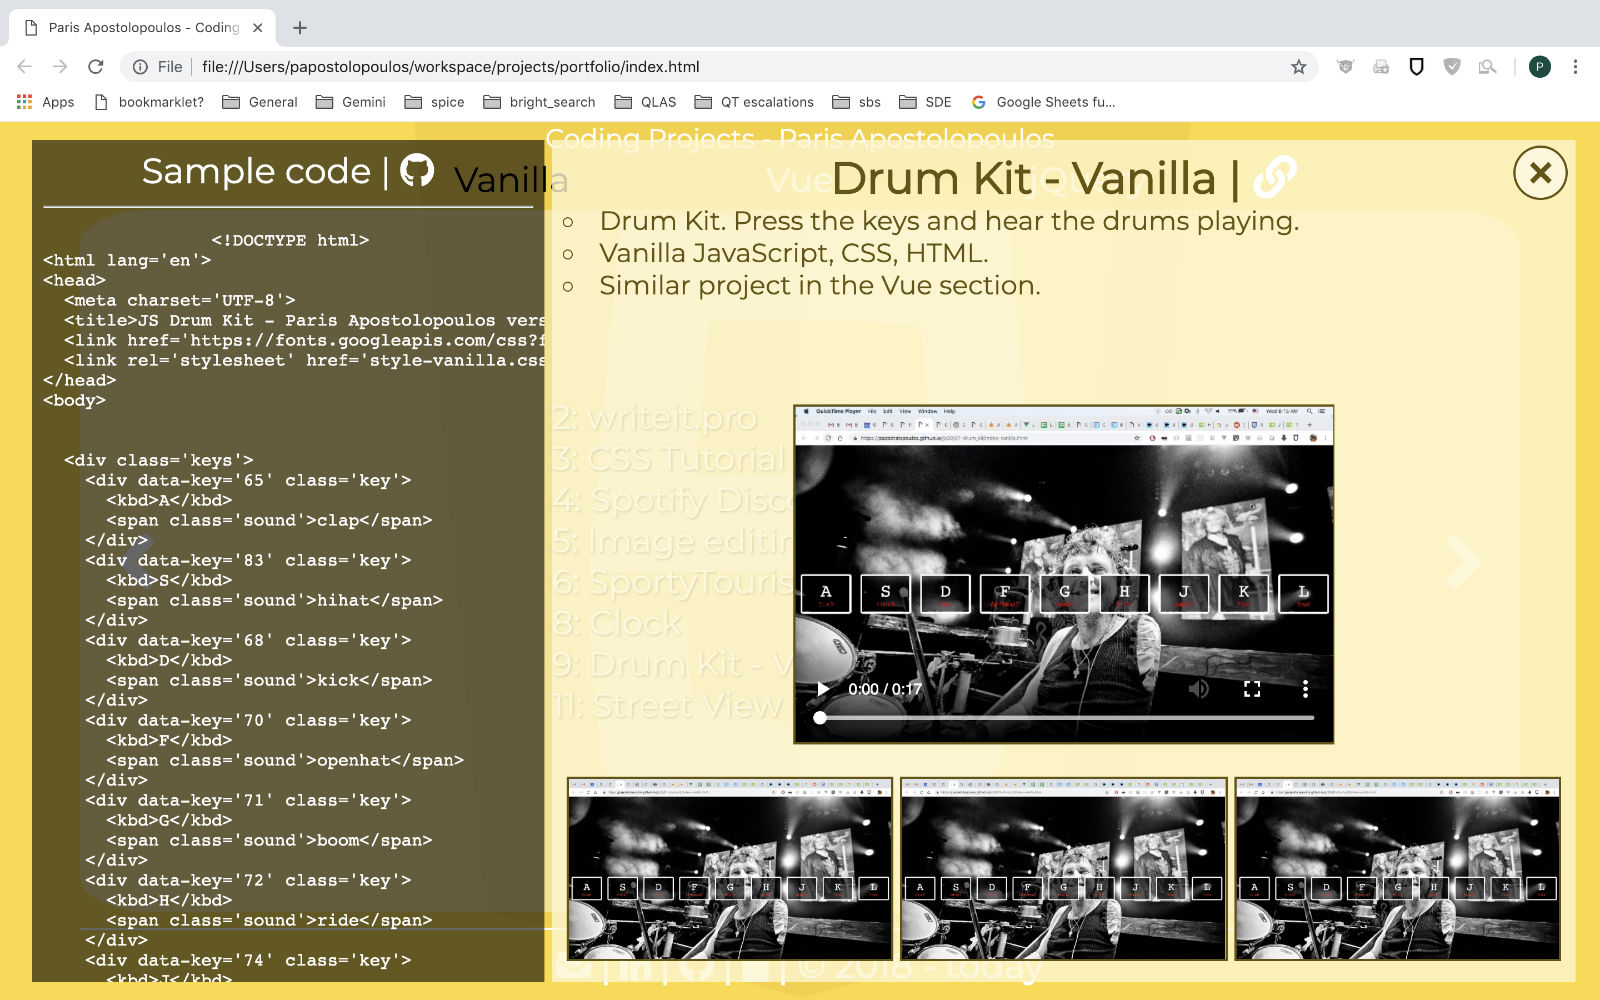 Paris Apostolopoulos - Coding
File
file:///Users/papostolopoulos/workspace/projects/portfolio/index.html
P
Apps bookmarklet? General Gemini spice bright_search QLAS QT escalations sbs SDE Google Sheets fu...
Coding Projects - Paris Apostolopoulos
Sample code |
Vanilla Vue jQuery
Drum Kit - Vanilla |
Drum Kit. Press the keys and hear the drums playing.
Vanilla JavaScript, CSS, HTML.
Similar project in the Vue section.
<!DOCTYPE html>
<html lang='en'>
<head>
<meta charset='UTF-8'>
<title>JS Drum Kit - Paris Apostolopoulos vers
<link href='https://fonts.googleapis.com/css?f
<link rel='stylesheet' href='style-vanilla.css
</head>
<body>
<div class='keys'>
<div data-key='65' class='key'>
<kbd>A</kbd>
<span class='sound'>clap</span>
</div>
<div data-key='83' class='key'>
<kbd>S</kbd>
<span class='sound'>hihat</span>
</div>
<div data-key='68' class='key'>
<kbd>D</kbd>
<span class='sound'>kick</span>
</div>
<div data-key='70' class='key'>
<kbd>F</kbd>
<span class='sound'>openhat</span>
</div>
<div data-key='71' class='key'>
<kbd>G</kbd>
<span class='sound'>boom</span>
</div>
<div data-key='72' class='key'>
<kbd>H</kbd>
<span class='sound'>ride</span>
</div>
<div data-key='74' class='key'>
<kbd>J</kbd>
2: writeit.pro
3: CSS Tutorial
4: Spotify Disco
5: Image editin
6: SportyTouris
8: Clock
9: Drum Kit - V
11: Street View
QuickTime Player File Edit View Window Help
A S D F G H J K L
0:00 / 0:17
A S D F G H J K L
A S D F G H J K L
A S D F G H J K L
© 2018 - today